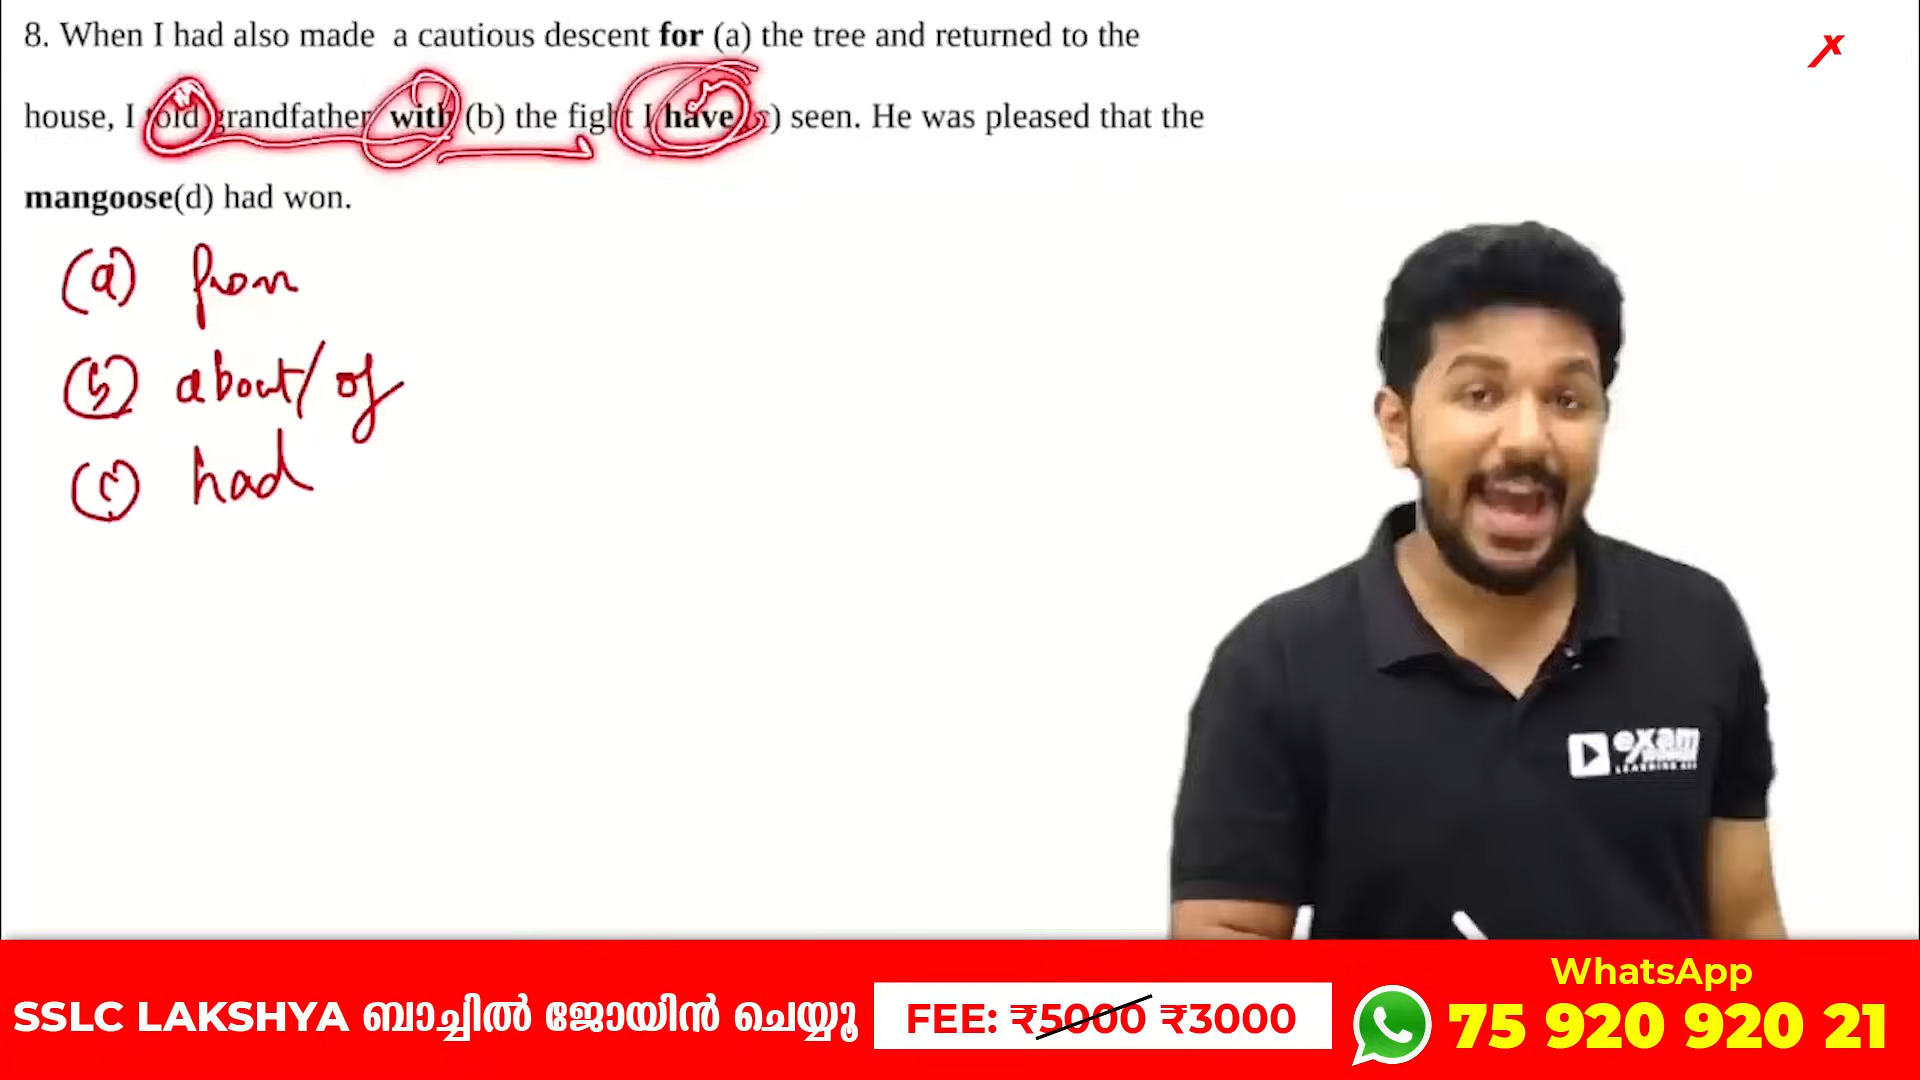 8. When I had also made a cautious descent for (a) the tree and returned to the
house, I told grandfather with (b) the fight I have (c) seen. He was pleased that the
mangoose(d) had won.
(a) from
(b) about/of
(c) had
exam
LEARNING APP
WhatsApp
SSLC LAKSHYA ബാച്ചിൽ ജോയിൻ ചെയ്യൂ
FEE: ₹5000 ₹3000
75 920 920 21